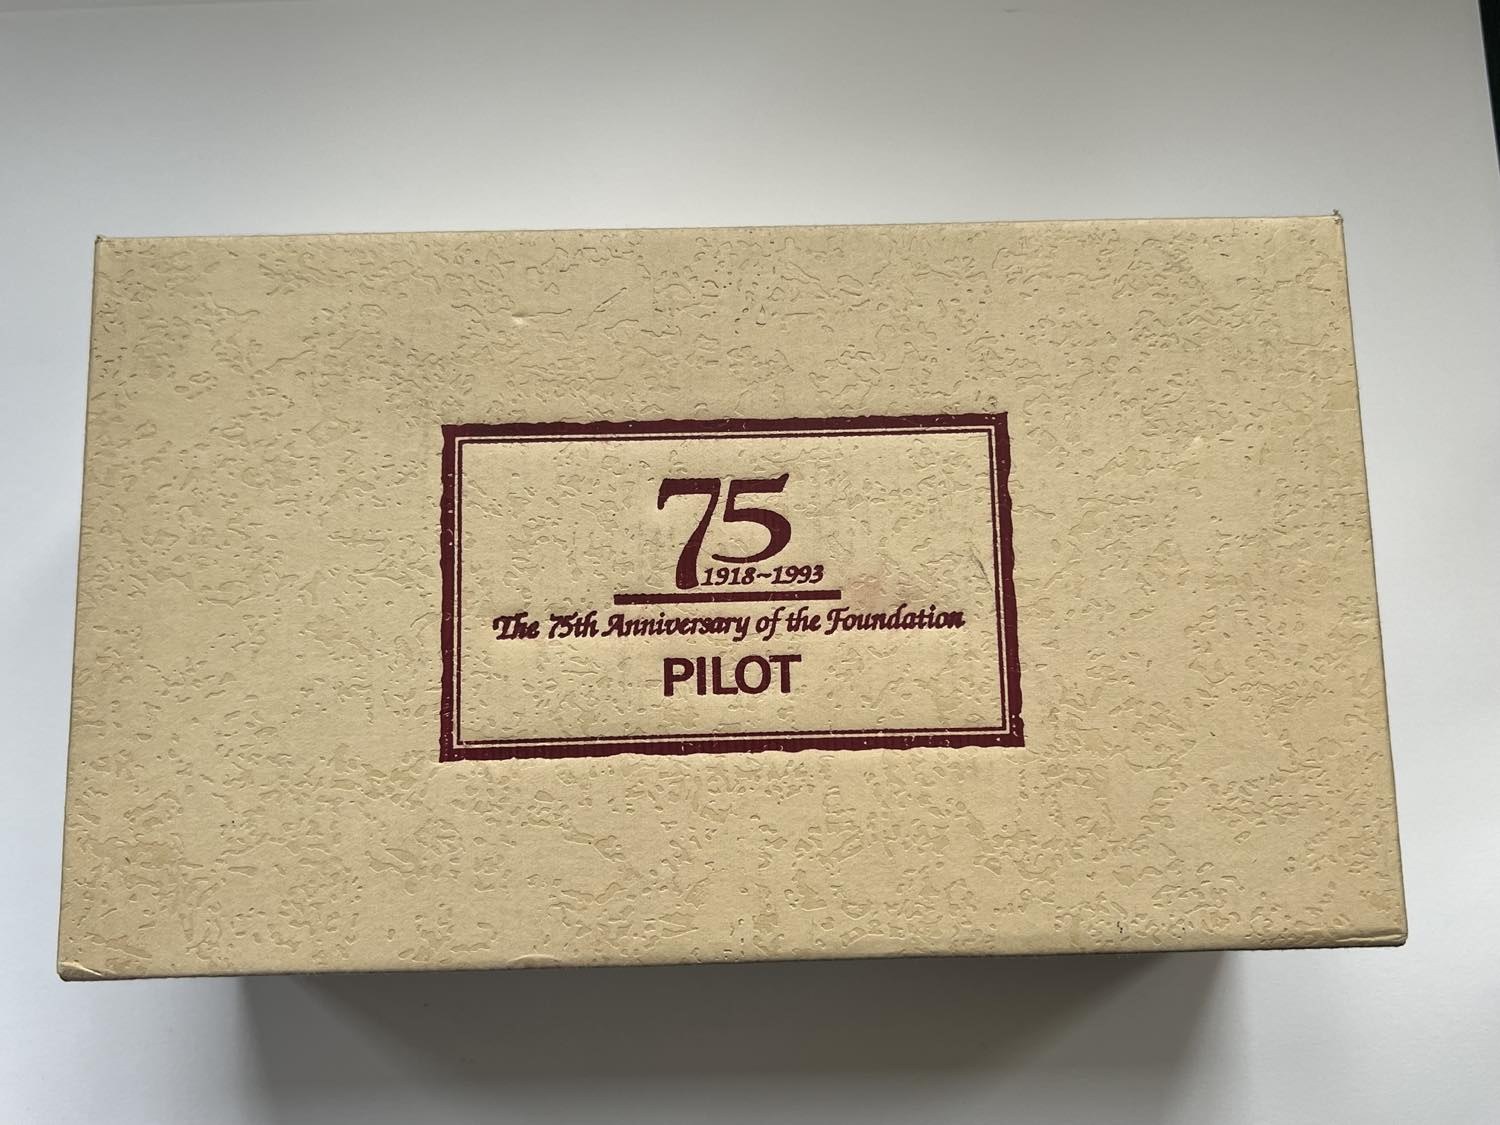 75
1918~1993
The 75th Anniversary of the Foundation
PILOT